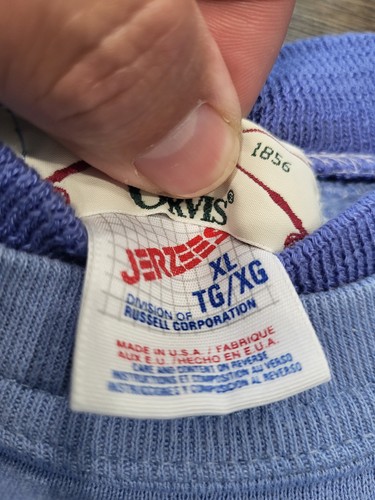 1856
ORVIS®
JERZEES
XL
TG/XG
DIVISION OF
RUSSELL CORPORATION
MADE IN U.S.A. / FABRIQUE
AUX E.U. / HECHO EN E.U.A.
CARE AND CONTENT ON REVERSE
INSTRUCTIONS ET COMPOSITION AU VERSO
INSTRUCCIONES Y COMPOSICION AL REVERSO